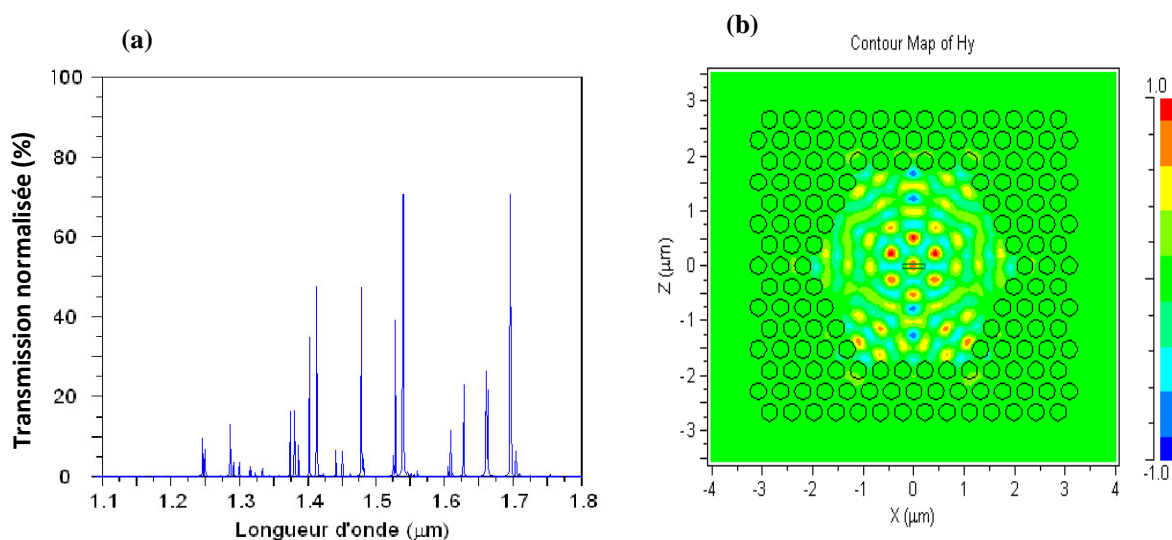 (a)
100
80
60
40
20
0
Transmission normalisée (%)
1.1 1.2 1.3 1.4 1.5 1.6 1.7 1.8
Longueur d'onde (μm)
(b)
Contour Map of Hy
3
2
1
0
-1
-2
-3
Z (μm)
-4 -3 -2 -1 0 1 2 3 4
X (μm)
1.0
-1.0